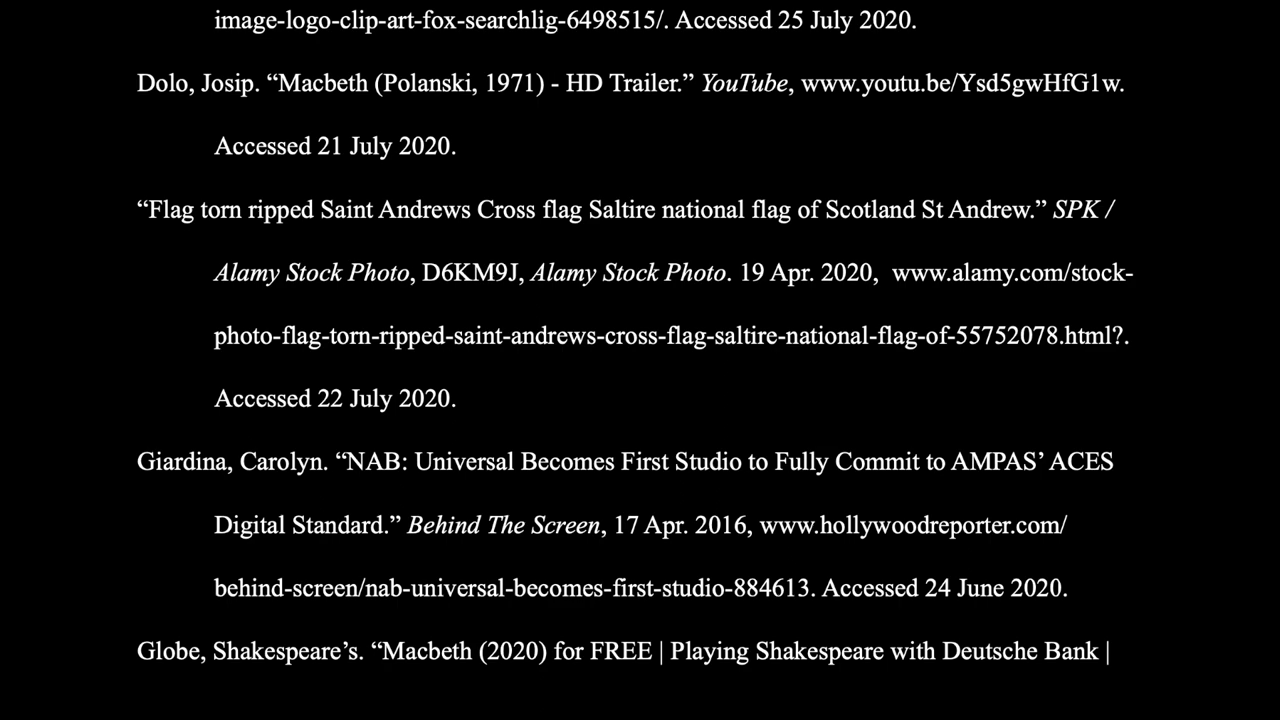 image-logo-clip-art-fox-searchlig-6498515/. Accessed 25 July 2020.
Dolo, Josip. “Macbeth (Polanski, 1971) - HD Trailer.” YouTube, www.youtu.be/Ysd5gwHfG1w.
Accessed 21 July 2020.
“Flag torn ripped Saint Andrews Cross flag Saltire national flag of Scotland St Andrew.” SPK /
Alamy Stock Photo, D6KM9J, Alamy Stock Photo. 19 Apr. 2020,  www.alamy.com/stock-
photo-flag-torn-ripped-saint-andrews-cross-flag-saltire-national-flag-of-55752078.html?.
Accessed 22 July 2020.
Giardina, Carolyn. “NAB: Universal Becomes First Studio to Fully Commit to AMPAS’ ACES
Digital Standard.” Behind The Screen, 17 Apr. 2016, www.hollywoodreporter.com/
behind-screen/nab-universal-becomes-first-studio-884613. Accessed 24 June 2020.
Globe, Shakespeare’s. “Macbeth (2020) for FREE | Playing Shakespeare with Deutsche Bank |